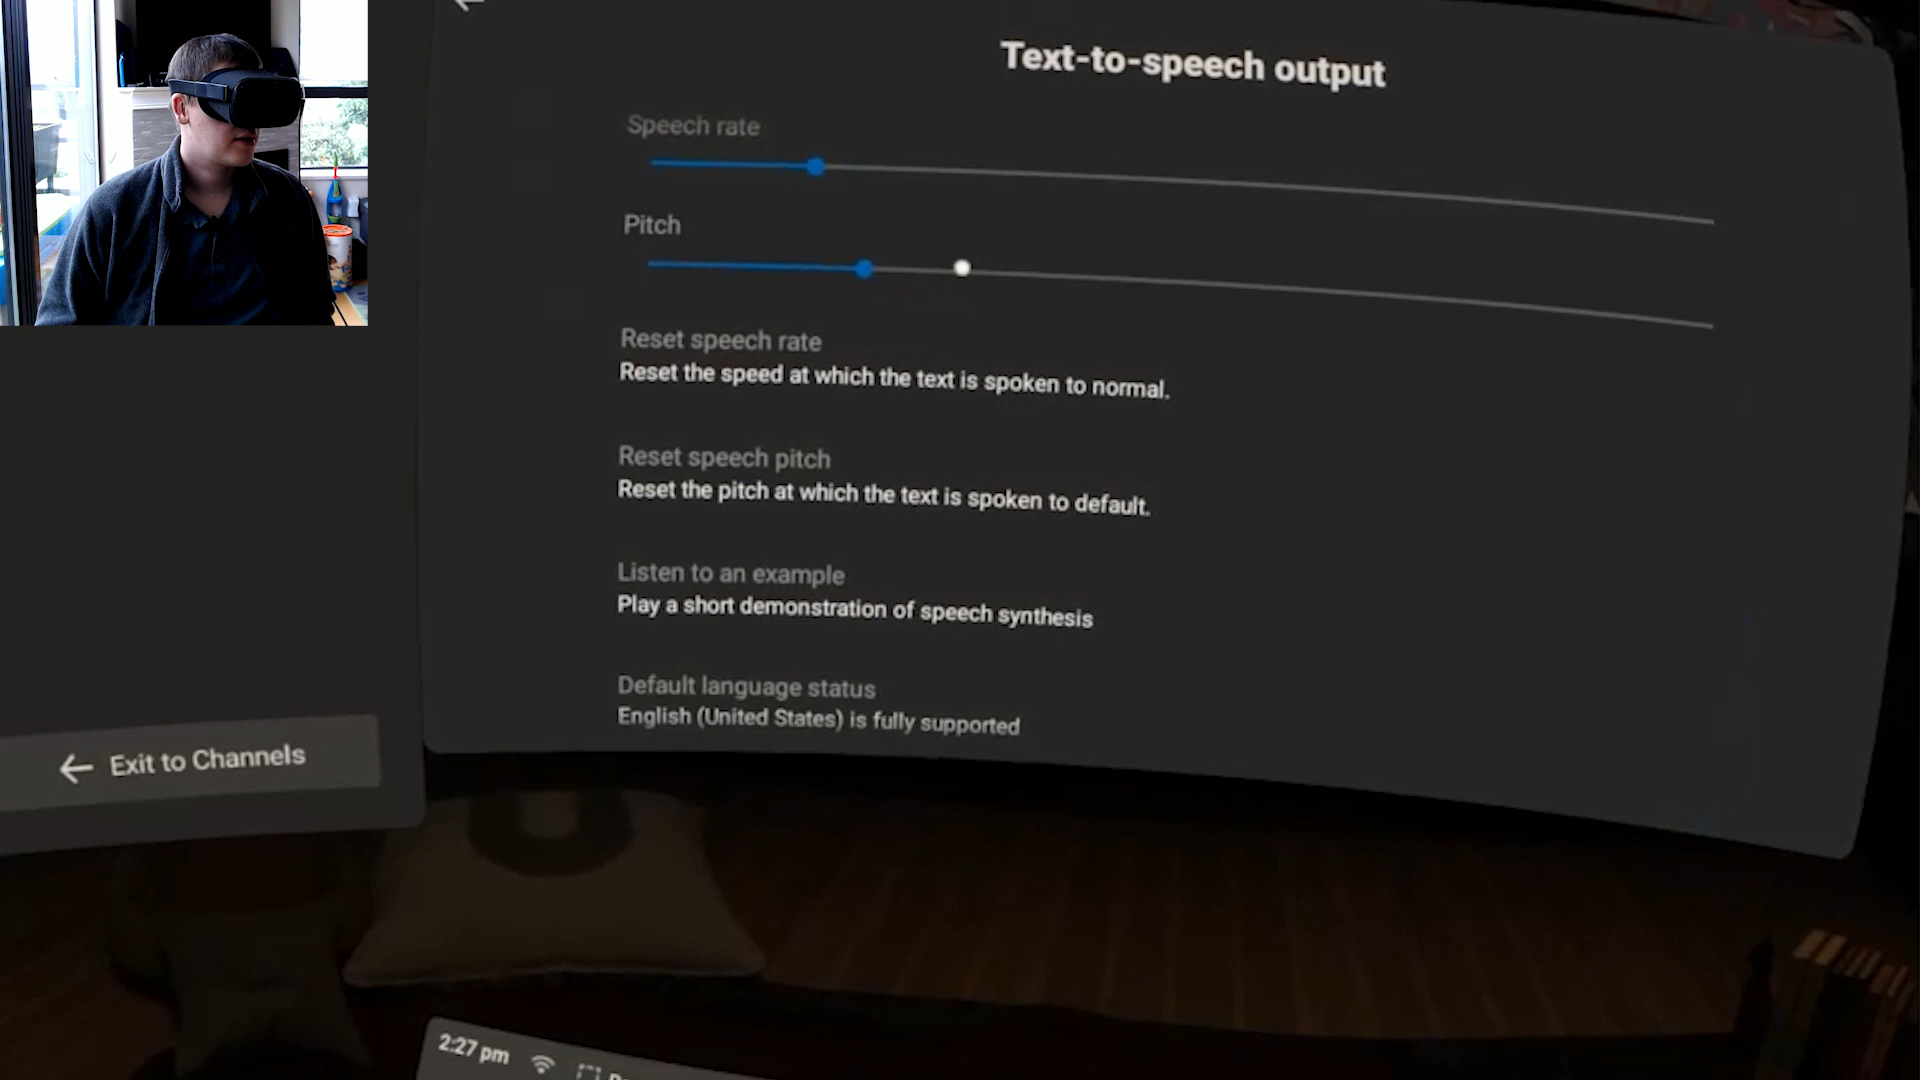 Text-to-speech output
Speech rate
Pitch
Reset speech rate
Reset the speed at which the text is spoken to normal.
Reset speech pitch
Reset the pitch at which the text is spoken to default.
Listen to an example
Play a short demonstration of speech synthesis
Default language status
English (United States) is fully supported
Exit to Channels
2:27 pm